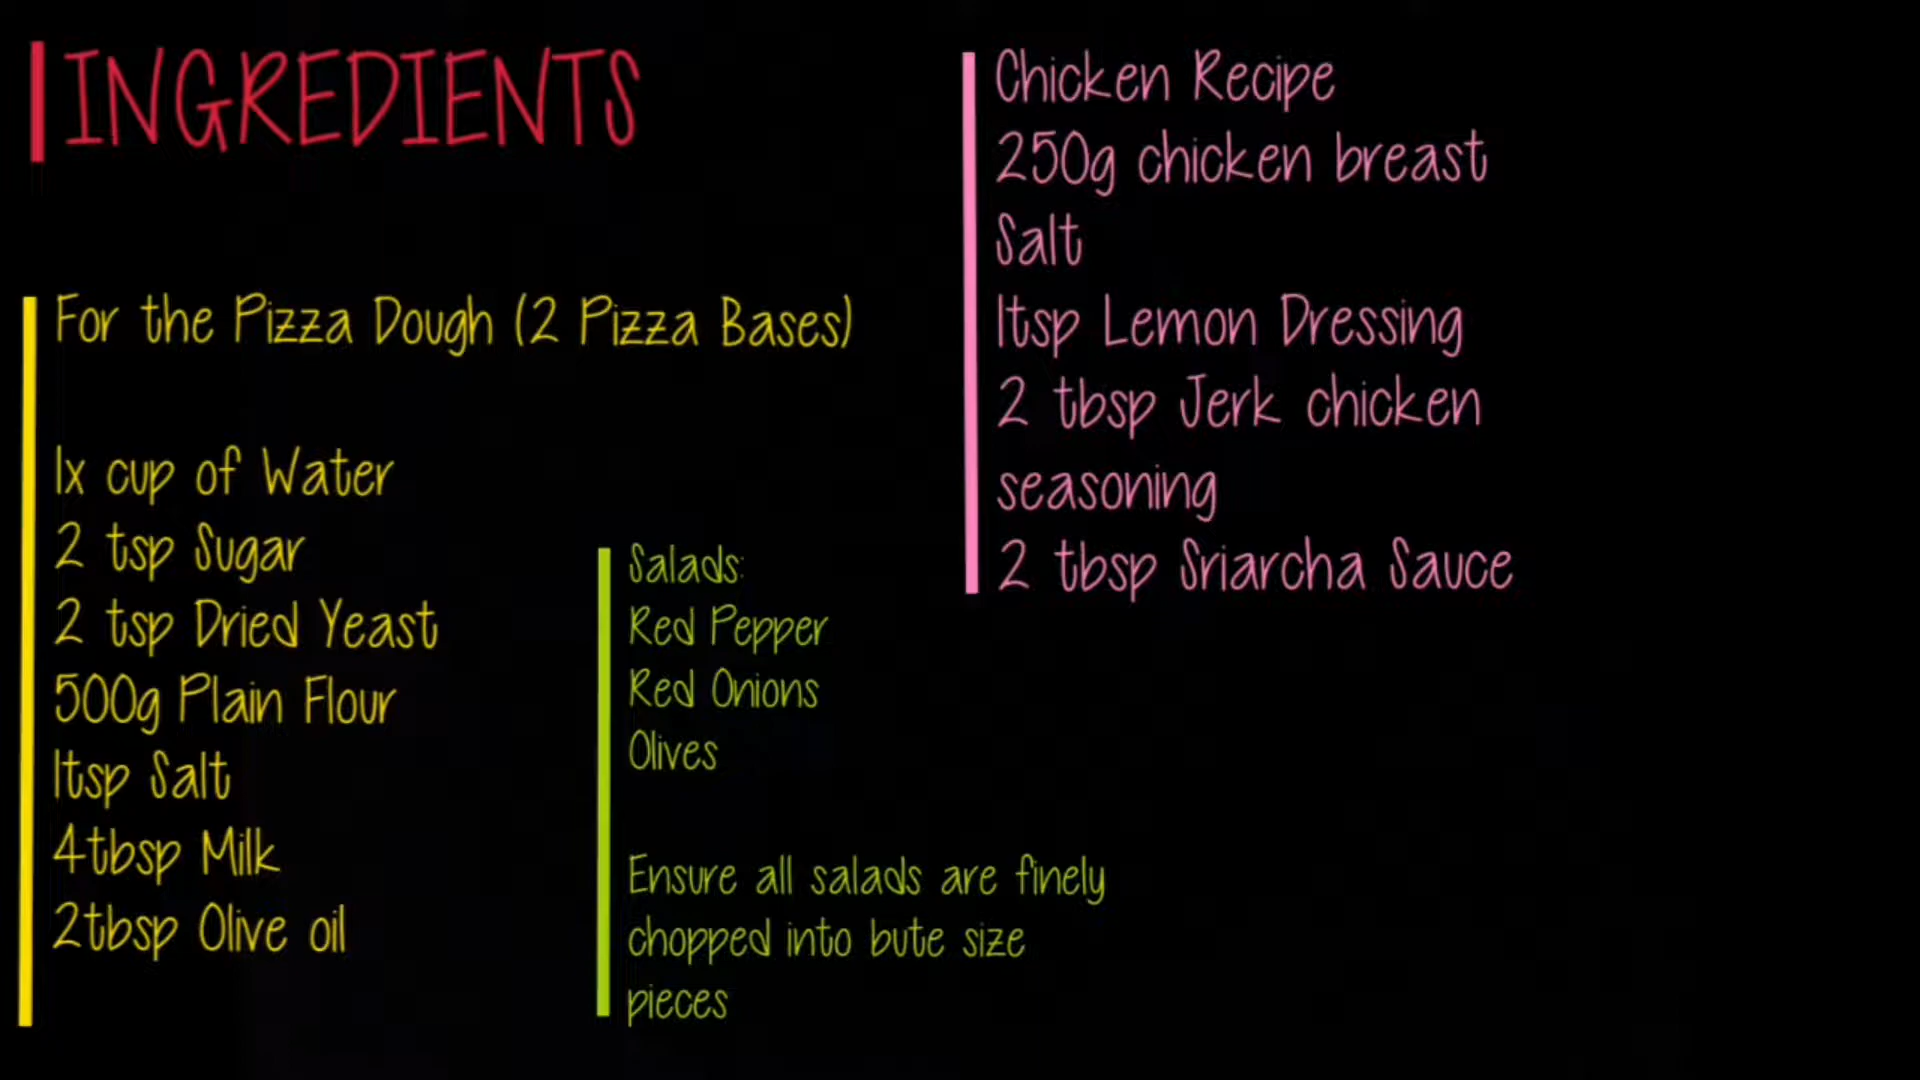 INGREDIENTS
For the Pizza Dough (2 Pizza Bases)
1x cup of Water
2 tsp Sugar
2 tsp Dried Yeast
500g Plain Flour
1tsp Salt
4tbsp Milk
2tbsp Olive oil
Salads:
Red Pepper
Red Onions
Olives
Ensure all salads are finely
chopped into bute size
pieces
Chicken Recipe
250g chicken breast
Salt
1tsp Lemon Dressing
2 tbsp Jerk chicken
seasoning
2 tbsp Sriarcha Sauce